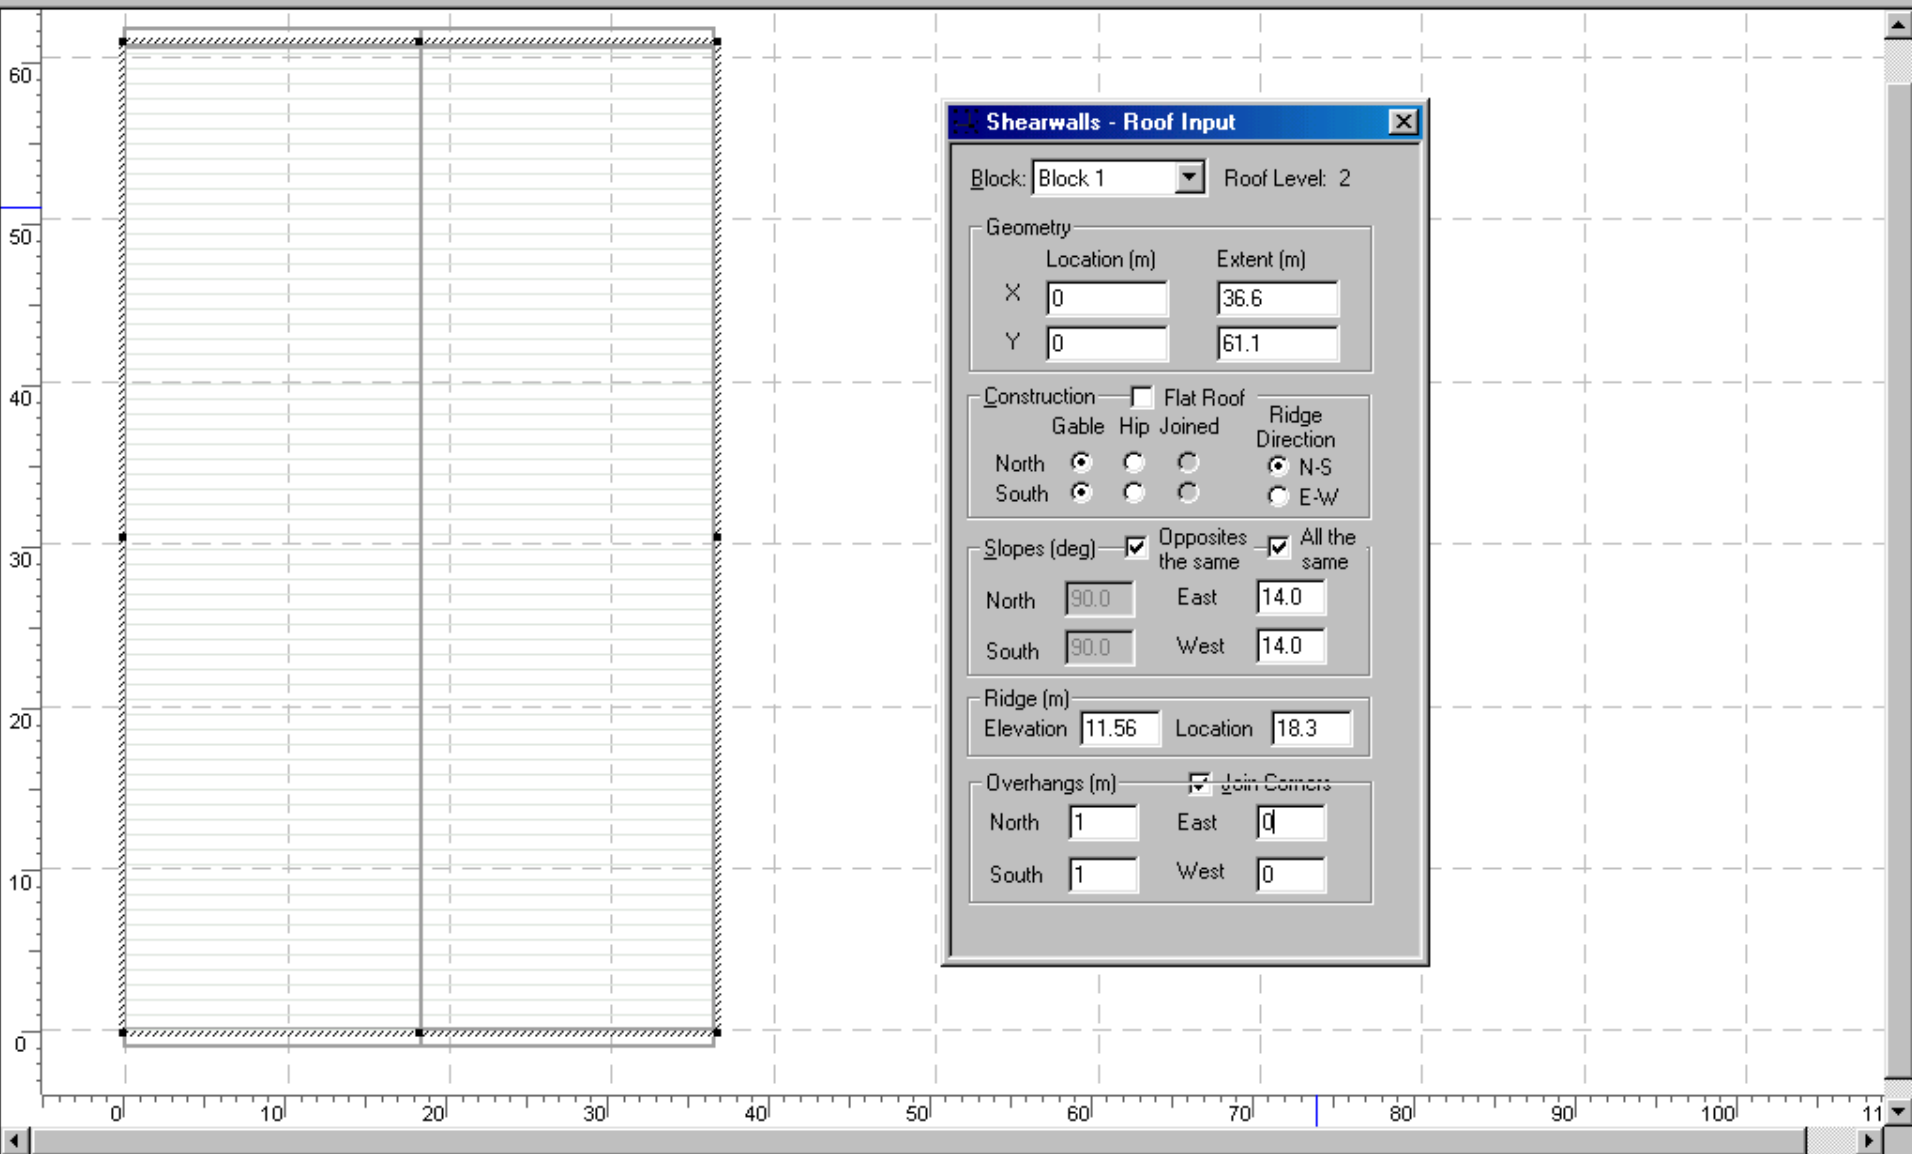 Shearwalls - Roof Input
Block: Block 1 Roof Level: 2
Geometry
Location (m) Extent (m)
X 0 36.6
Y 0 61.1
Construction Flat Roof
Gable Hip Joined Ridge Direction
North N-S
South E-W
Slopes (deg) Opposites the same All the same
North 90.0 East 14.0
South 90.0 West 14.0
Ridge (m)
Elevation 11.56 Location 18.3
Overhangs (m) Join Corners
North 1 East 0
South 1 West 0
60
50
40
30
20
10
0
0 10 20 30 40 50 60 70 80 90 100 11